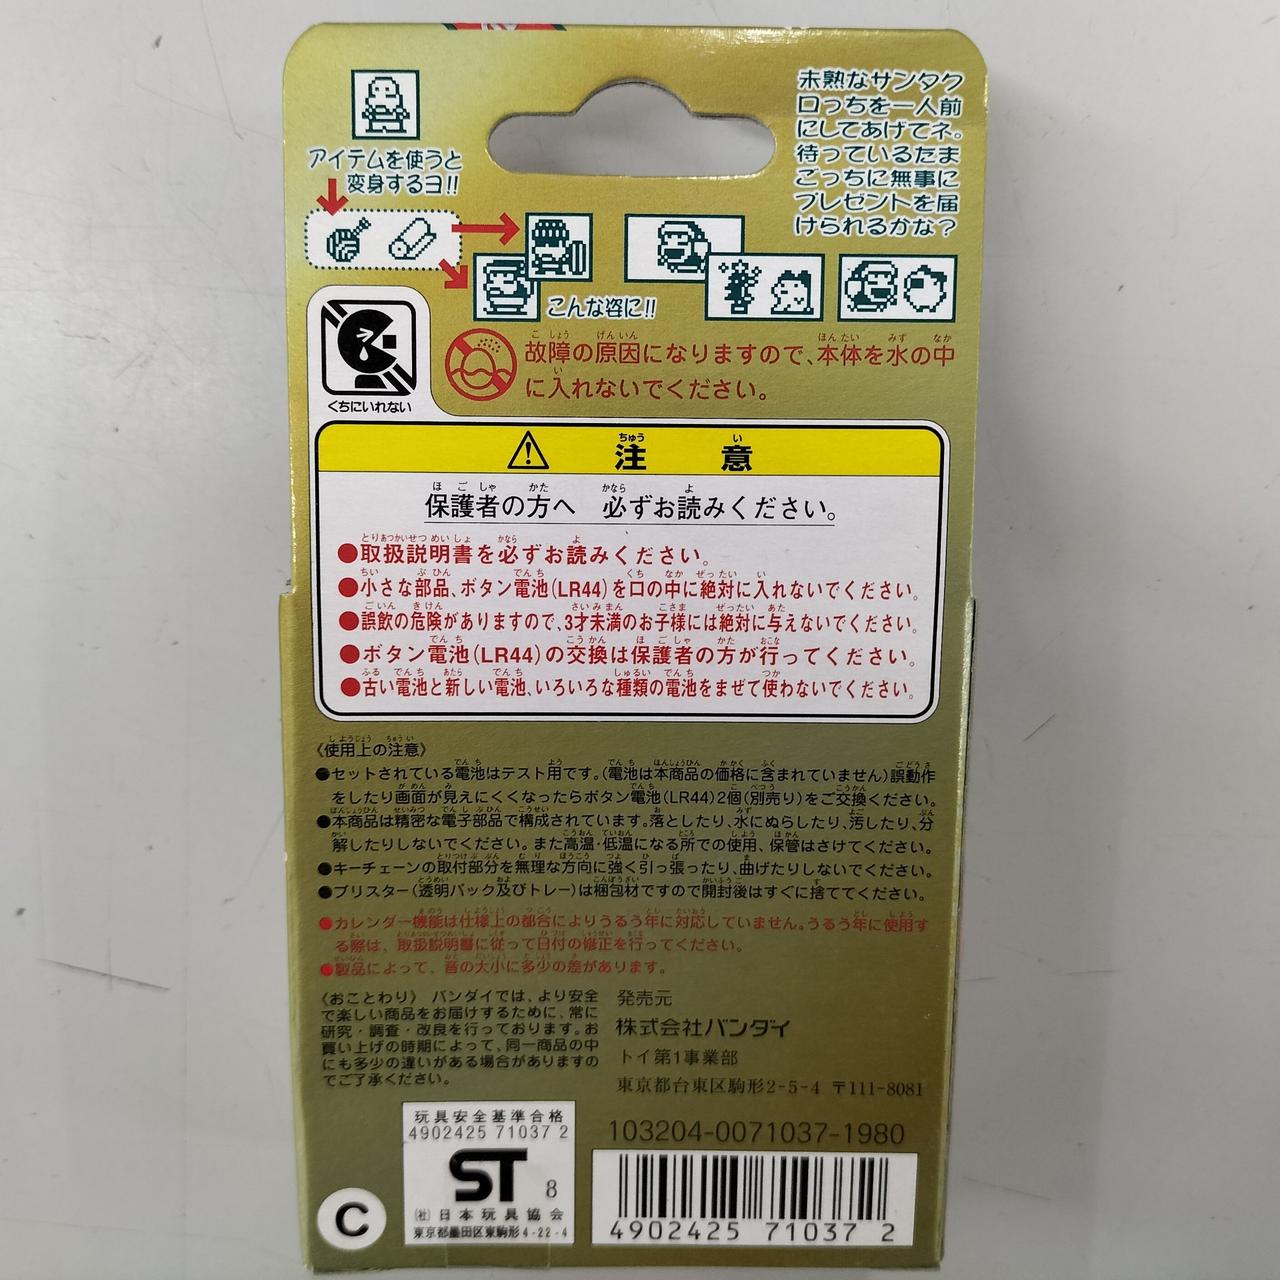 アイテムを使うと
変身するヨ!!
こんな姿に!!
未熟なサンタク
ロっちを一人前
にしてあげてネ。
待っているたま
ごっちに無事に
プレゼントを届
けられるかな?
くちにいれない
故障の原因になりますので、本体を水の中
に入れないでください。
注意
保護者の方へ 必ずお読みください。
●取扱説明書を必ずお読みください。
●小さな部品、ボタン電池(LR44)を口の中に絶対に入れないでください。
●誤飲の危険がありますので、3才未満のお子様には絶対に与えないでください。
●ボタン電池(LR44)の交換は保護者の方が行ってください。
●古い電池と新しい電池、いろいろな種類の電池をまぜて使わないでください。
《使用上の注意》
●セットされている電池はテスト用です。(電池は本商品の価格に含まれていません)誤動作
をしたり画面が見えにくくなったらボタン電池(LR44)2個(別売り)をご交換ください。
●本商品は精密な電子部品で構成されています。落としたり、水にぬらしたり、汚したり、分
解したりしないでください。また高温・低温になる所での使用、保管はさけてください。
●キーチェーンの取付部分を無理な方向に強く引っ張ったり、曲げたりしないでください。
●ブリスター(透明パック及びトレー)は梱包材ですので開封後はすぐに捨ててください。
●カレンダー機能は仕様上の都合によりうるう年に対応していません。うるう年に使用す
る際は、取扱説明書に従って日付の修正を行ってください。
●製品によって、音の大小に多少の差があります。
《おことわり》 バンダイでは、より安全
で楽しい商品をお届けするために、常に
研究・調査・改良を行っております。お
買い上げの時期によって、同一商品の中
にも多少の違いがある場合がありますの
でご了承ください。
発売元
株式会社バンダイ
トイ第1事業部
東京都台東区駒形2-5-4 〒111-8081
玩具安全基準合格
4902425 71037 2
ST 8
(社)日本玩具協会
東京都墨田区東駒形4-22-4
C
103204-0071037-1980
4902425 71037 2